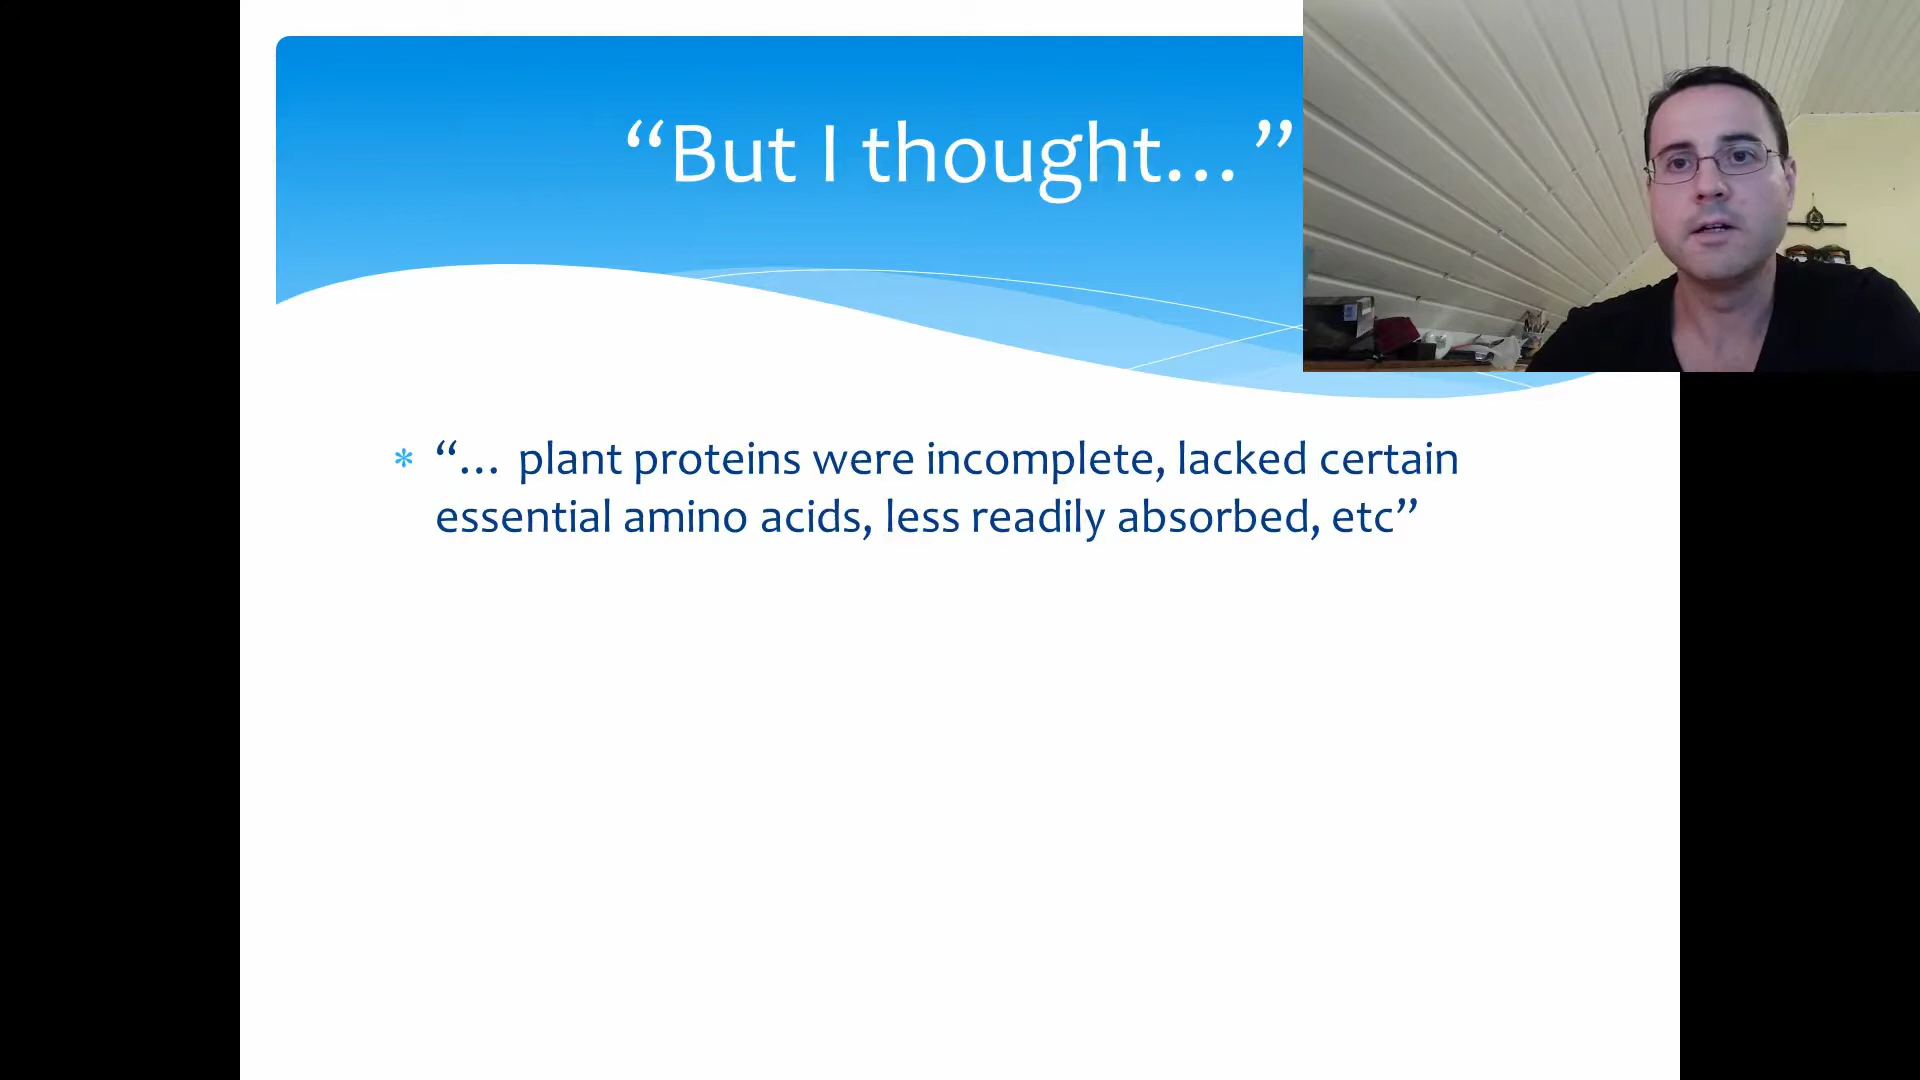 “But I thought…”
“… plant proteins were incomplete, lacked certain
essential amino acids, less readily absorbed, etc”